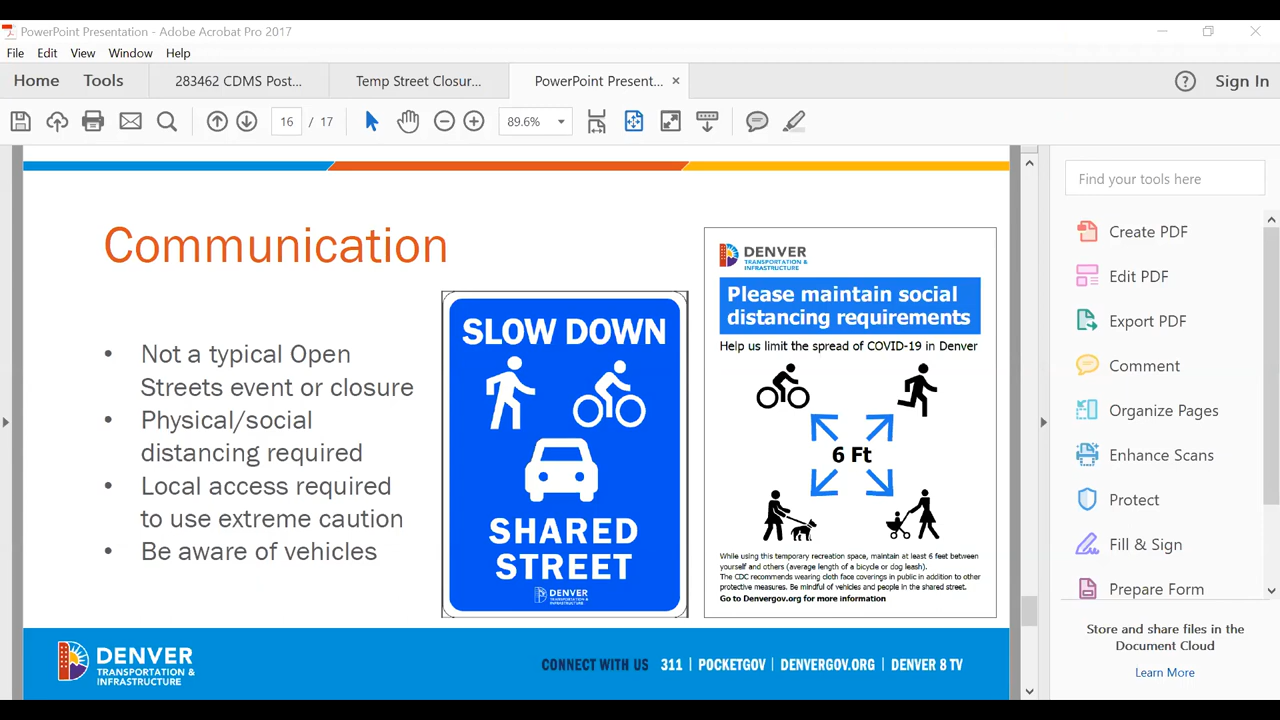 PowerPoint Presentation - Adobe Acrobat Pro 2017
File Edit View Window Help
Home Tools 283462 CDMS Post... Temp Street Closur... PowerPoint Present... × ? Sign In
16 / 17 89.6%
Find your tools here
Create PDF
Edit PDF
Export PDF
Comment
Organize Pages
Enhance Scans
Protect
Fill & Sign
Prepare Form
Store and share files in the
Document Cloud
Learn More
Communication
• Not a typical Open
Streets event or closure
• Physical/social
distancing required
• Local access required
to use extreme caution
• Be aware of vehicles
SLOW DOWN
SHARED
STREET
DENVER
TRANSPORTATION &
INFRASTRUCTURE
DENVER
TRANSPORTATION &
INFRASTRUCTURE
Please maintain social
distancing requirements
Help us limit the spread of COVID-19 in Denver
6 Ft
While using this temporary recreation space, maintain at least 6 feet between
yourself and others (average length of a bicycle or dog leash).
The CDC recommends wearing cloth face coverings in public in addition to other
protective measures. Be mindful of vehicles and people in the shared street.
Go to Denvergov.org for more information
DENVER
TRANSPORTATION &
INFRASTRUCTURE
CONNECT WITH US 311 | POCKETGOV | DENVERGOV.ORG | DENVER 8 TV